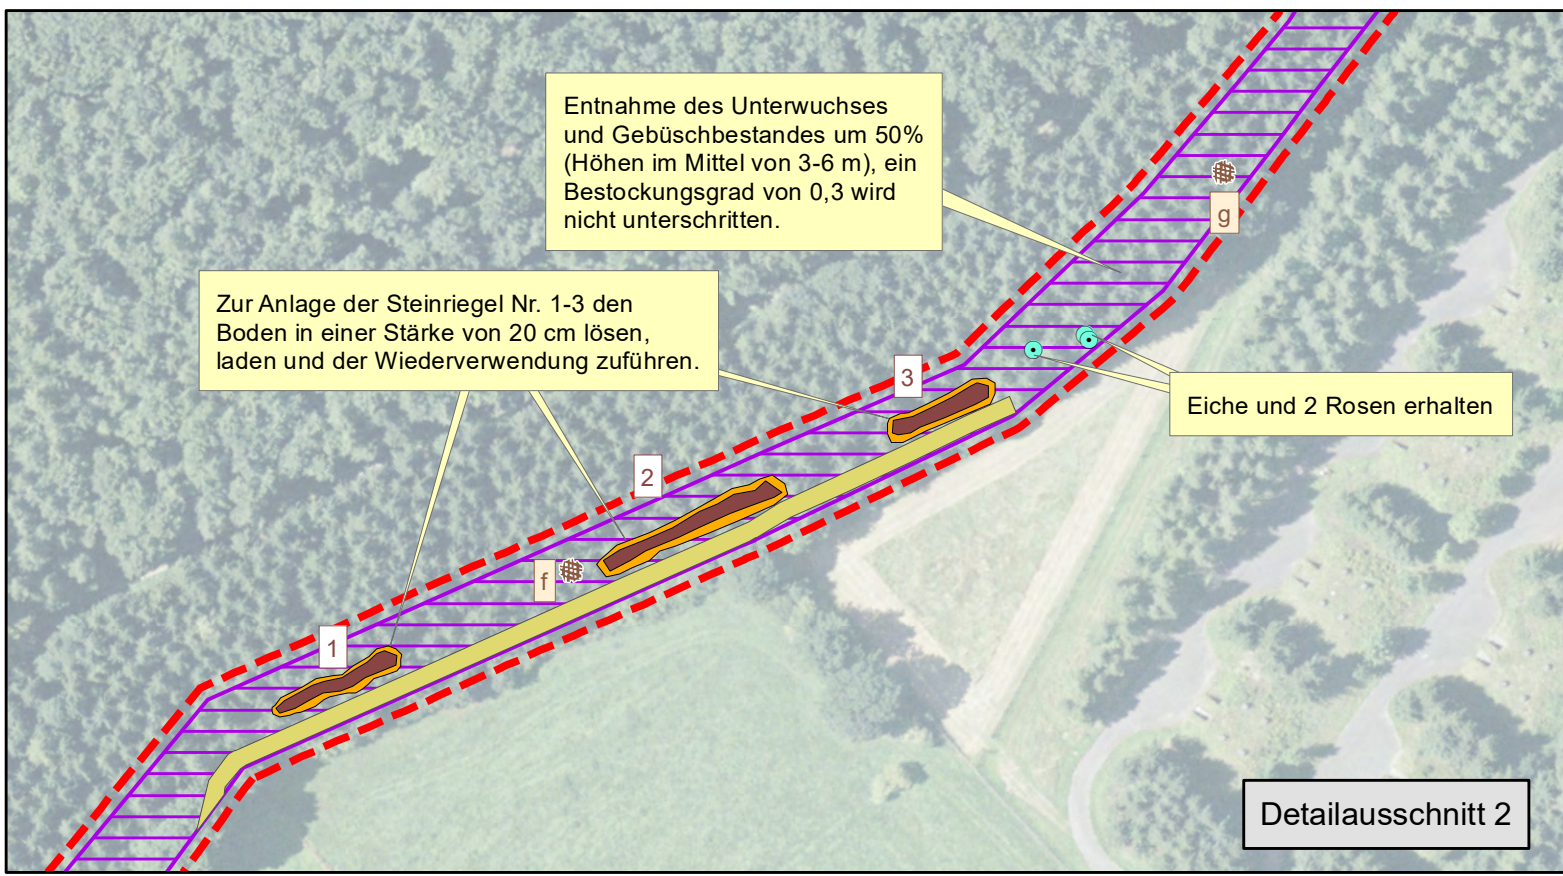 Entnahme des Unterwuchses
und Gebüschbestandes um 50%
(Höhen im Mittel von 3-6 m), ein
Bestockungsgrad von 0,3 wird
nicht unterschritten.
g
Zur Anlage der Steinriegel Nr. 1-3 den
Boden in einer Stärke von 20 cm lösen,
laden und der Wiederverwendung zuführen.
3
Eiche und 2 Rosen erhalten
2
f
1
Detailausschnitt 2